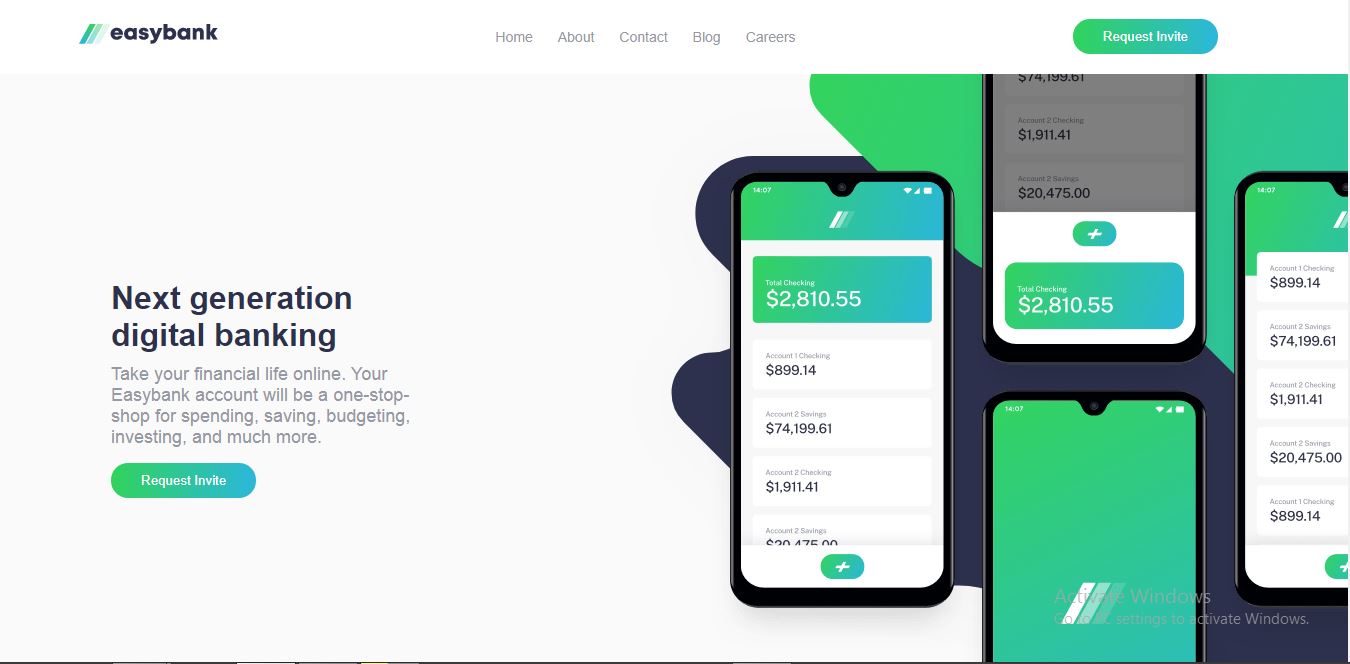 easybank
Home About Contact Blog Careers
Request Invite
Next generation
digital banking
Take your financial life online. Your
Easybank account will be a one-stop-
shop for spending, saving, budgeting,
investing, and much more.
Request Invite
14:07
Total Checking
$2,810.55
Account 1 Checking
$899.14
Account 2 Savings
$74,199.61
Account 2 Checking
$1,911.41
Account 2 Savings
$20,475.00
$74,199.61
Account 2 Checking
$1,911.41
Account 2 Savings
$20,475.00
Total Checking
$2,810.55
14:07
14:07
Account 1 Checking
$899.14
Account 2 Savings
$74,199.61
Account 2 Checking
$1,911.41
Account 2 Savings
$20,475.00
Account 1 Checking
$899.14
Activate Windows
settings to activate Windows.